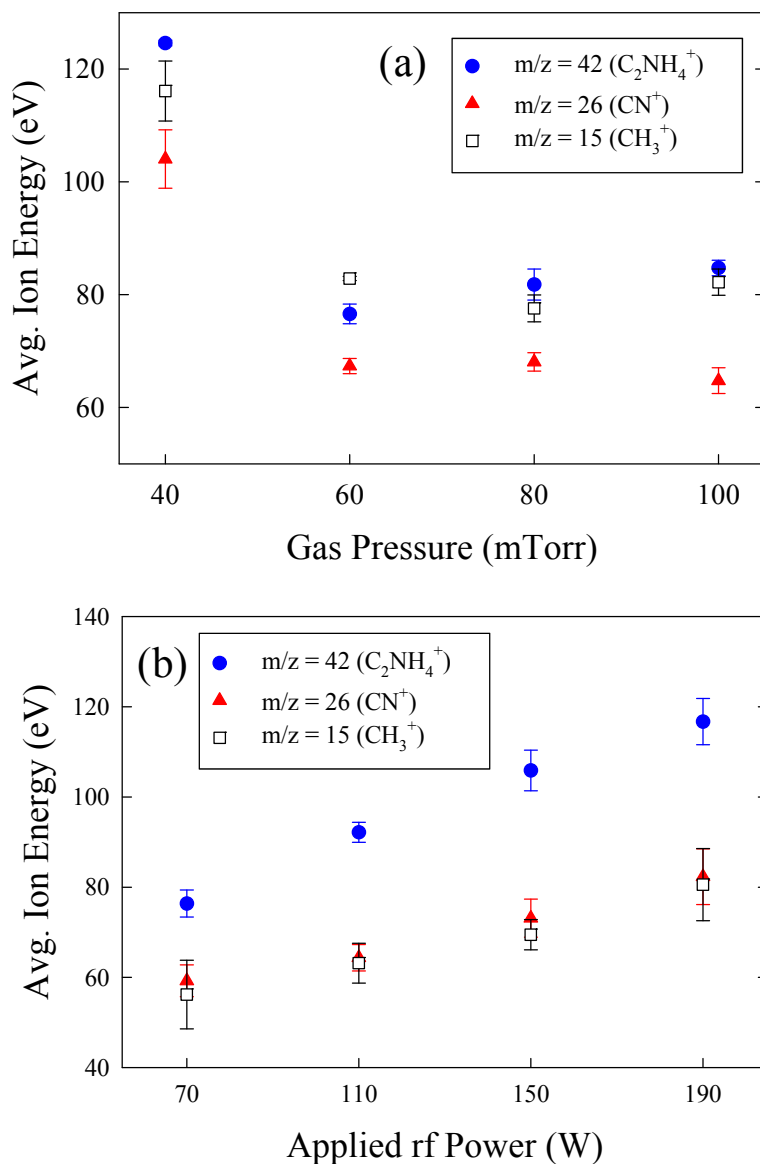 (a)
m/z = 42 (C₂NH₄⁺)
m/z = 26 (CN⁺)
m/z = 15 (CH₃⁺)
Avg. Ion Energy (eV)
120
100
80
60
40 60 80 100
Gas Pressure (mTorr)
(b)
m/z = 42 (C₂NH₄⁺)
m/z = 26 (CN⁺)
m/z = 15 (CH₃⁺)
Avg. Ion Energy (eV)
140
120
100
80
60
40
70 110 150 190
Applied rf Power (W)